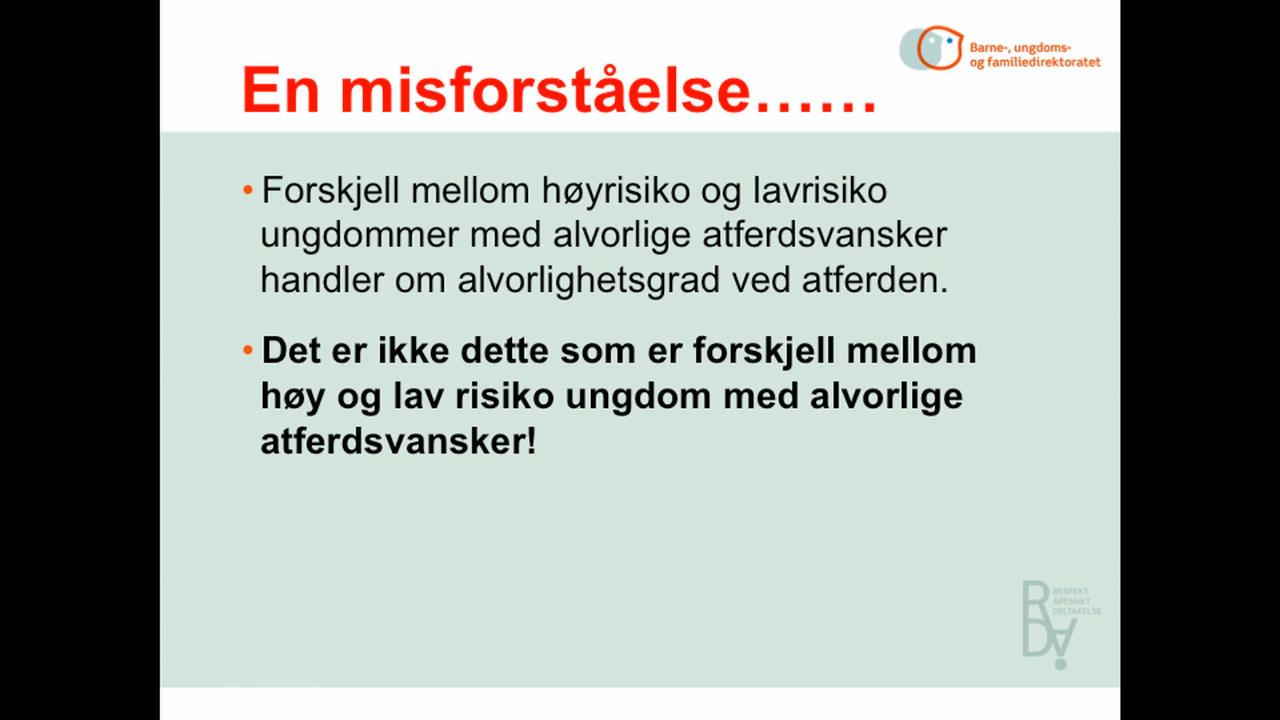 Barne-, ungdoms-
og familiedirektoratet
En misforståelse……
• Forskjell mellom høyrisiko og lavrisiko
ungdommer med alvorlige atferdsvansker
handler om alvorlighetsgrad ved atferden.
• Det er ikke dette som er forskjell mellom
høy og lav risiko ungdom med alvorlige
atferdsvansker!
RESPEKT
ÅPENHET
DELTAKELSE
RÅD